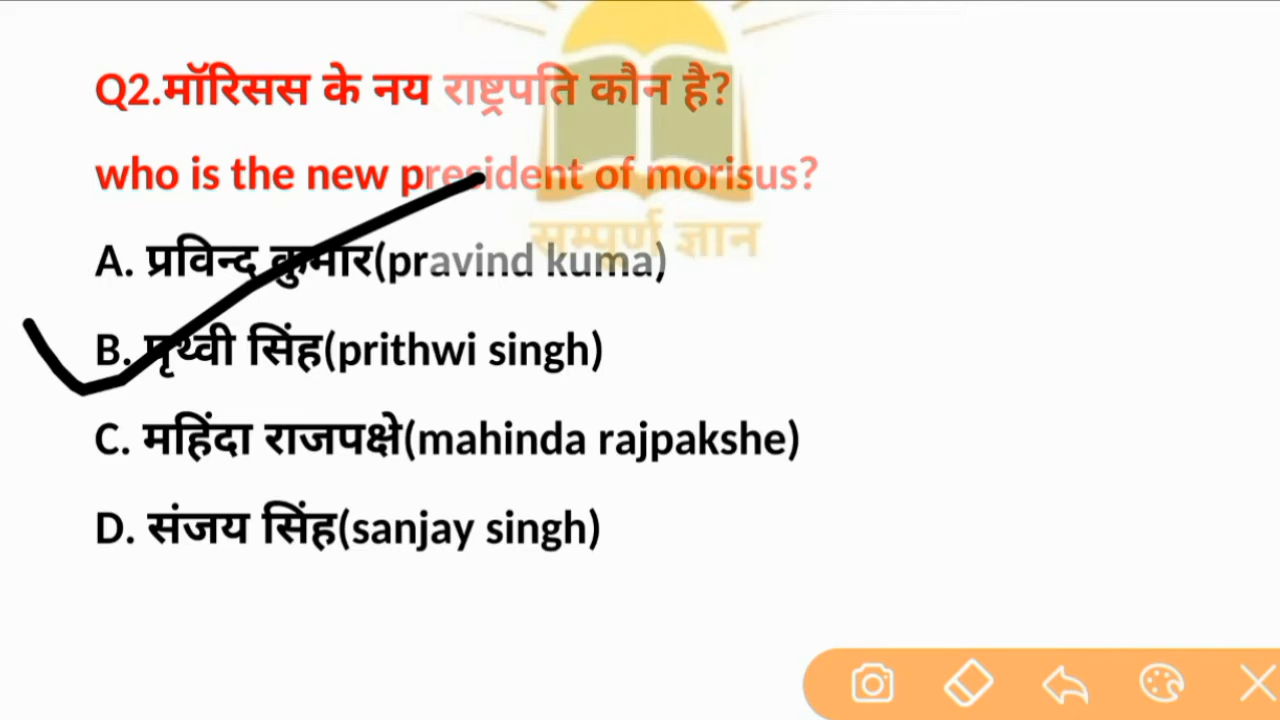 Q2.मॉरिसस के नय राष्ट्रपति कौन है?
who is the new president of morisus?
सम्पूर्ण ज्ञान
A. प्रविन्द कुमार(pravind kuma)
B. पृथ्वी सिंह(prithwi singh)
C. महिंदा राजपक्षे(mahinda rajpakshe)
D. संजय सिंह(sanjay singh)